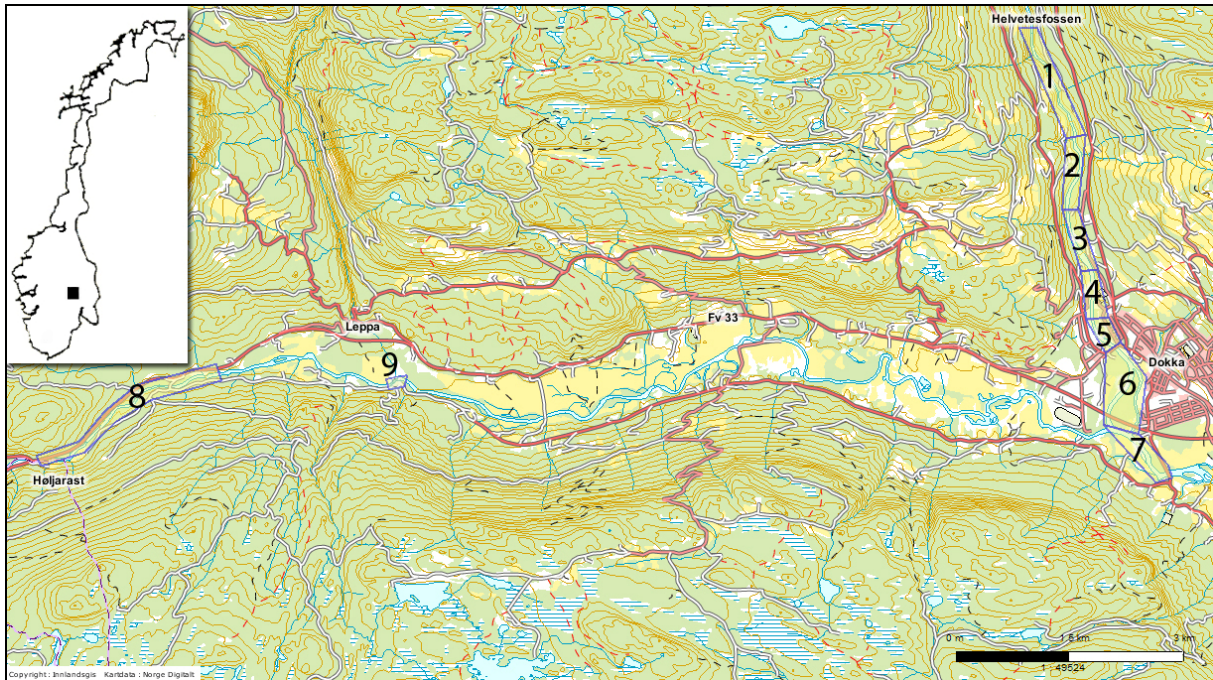 Helvetesfossen
1
2
3
4
5
Dokka
6
7
Fv 33
Leppa
9
8
Høljarast
0 m
1.5 km
3 km
1 : 49524
Copyright : Innlandsgis Kartdata : Norge Digitalt